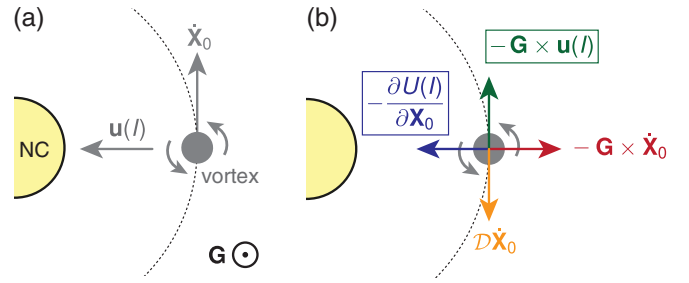 (a)
Ẋ₀
NC
u(l)
vortex
G ⊙
(b)
− G × u(l)
− ∂U(l)/∂X₀
− G × Ẋ₀
𝒟Ẋ₀